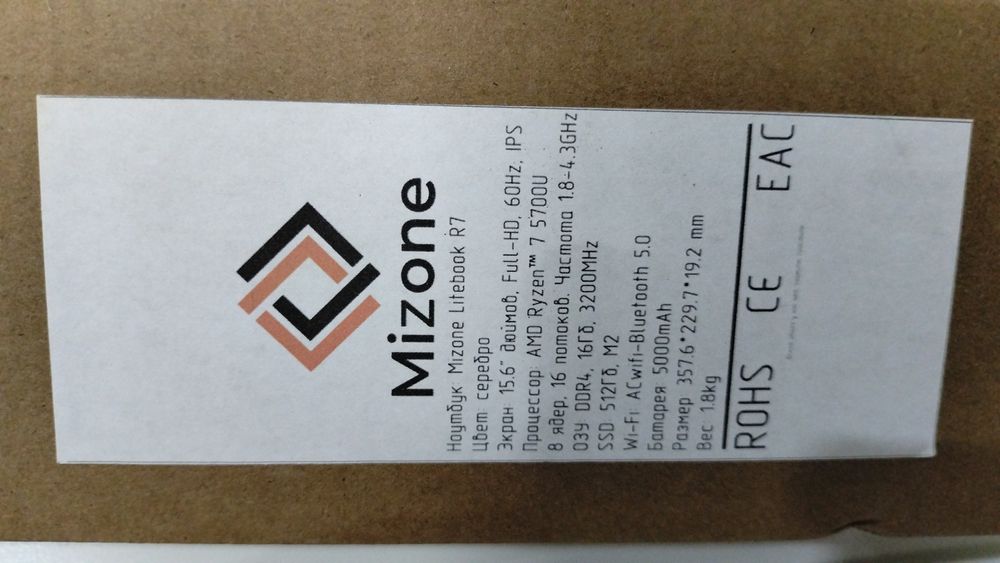 Mizone
Ноутбук Mizone Litebook R7
Цвет: серебро
Экран: 15.6" дюймов, Full-HD, 60Hz, IPS
Процессор: AMD Ryzen™ 7 5700U
8 ядер, 16 потоков. Частота 1.8-4.3GHz
ОЗУ DDR4, 16Гб, 3200MHz
SSD 512Гб, M2
Wi-Fi: ACwifi-Bluetooth 5.0
Батарея 5000mAh
Размер 357.6*229.7*19.2 mm
Вес 1.8kg
ROHS CE EAC